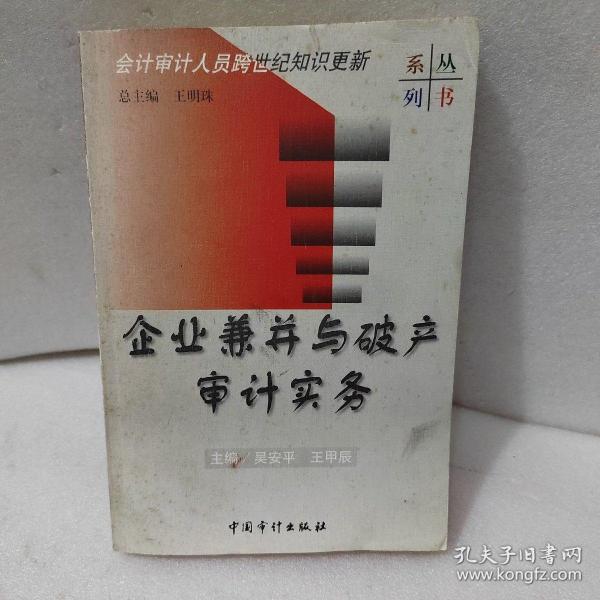 会计审计人员跨世纪知识更新
系丛
列书
总主编 王明珠
企业兼并与破产
审计实务
主编/吴安平 王甲辰
中国审计出版社
孔夫子旧书网
www.kongfz.com